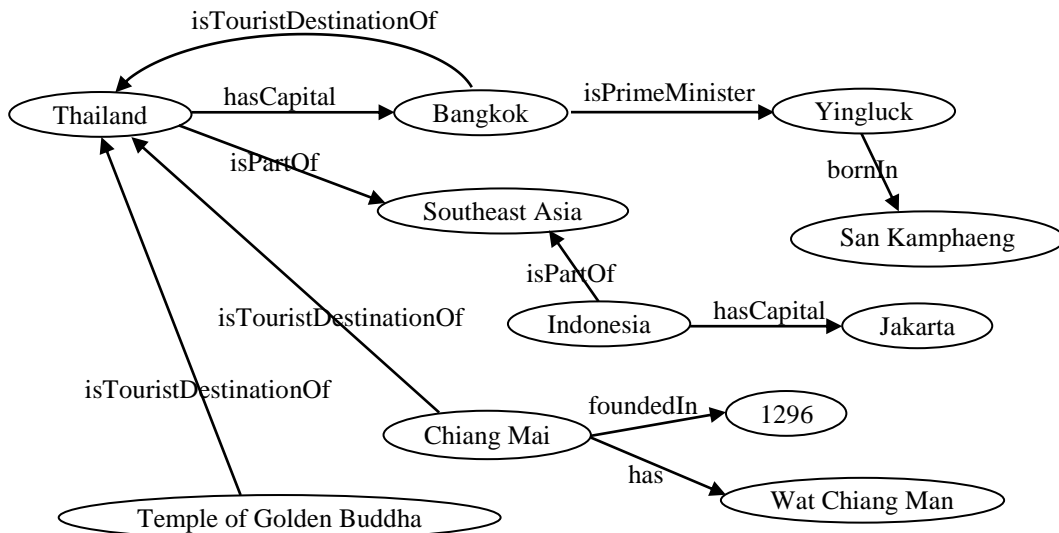 isTouristDestinationOf
Thailand
hasCapital
Bangkok
isPrimeMinister
Yingluck
isPartOf
bornIn
Southeast Asia
San Kamphaeng
isPartOf
isTouristDestinationOf
Indonesia
hasCapital
Jakarta
isTouristDestinationOf
Chiang Mai
foundedIn
1296
has
Wat Chiang Man
Temple of Golden Buddha